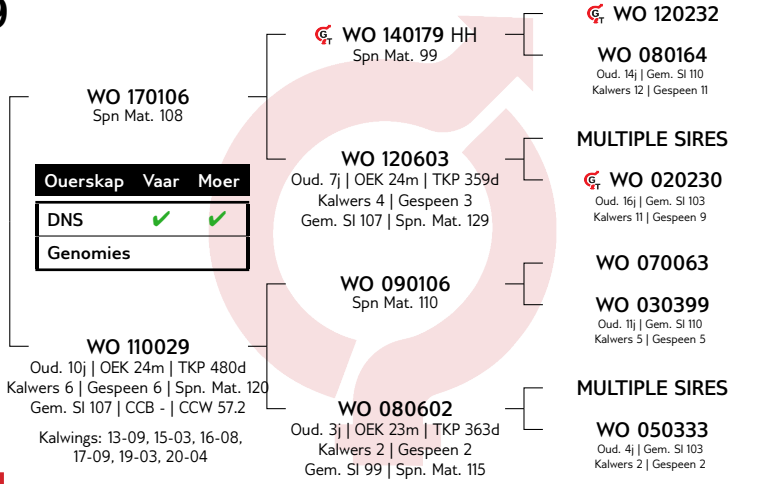 9
WO 170106
Spn Mat. 108
Ouerskap Vaar Moer
DNS ✔ ✔
Genomies
WO 110029
Oud. 10j | OEK 24m | TKP 480d
Kalwers 6 | Gespeen 6 | Spn. Mat. 120
Gem. SI 107 | CCB - | CCW 57.2
Kalwings: 13-09, 15-03, 16-08,
17-09, 19-03, 20-04
GT WO 140179 HH
Spn Mat. 99
WO 120603
Oud. 7j | OEK 24m | TKP 359d
Kalwers 4 | Gespeen 3
Gem. SI 107 | Spn. Mat. 129
WO 090106
Spn Mat. 110
WO 080602
Oud. 3j | OEK 23m | TKP 363d
Kalwers 2 | Gespeen 2
Gem. SI 99 | Spn. Mat. 115
GT WO 120232
WO 080164
Oud. 14j | Gem. SI 110
Kalwers 12 | Gespeen 11
MULTIPLE SIRES
GT WO 020230
Oud. 16j | Gem. SI 103
Kalwers 11 | Gespeen 9
WO 070063
WO 030399
Oud. 11j | Gem. SI 110
Kalwers 5 | Gespeen 5
MULTIPLE SIRES
WO 050333
Oud. 4j | Gem. SI 103
Kalwers 2 | Gespeen 2